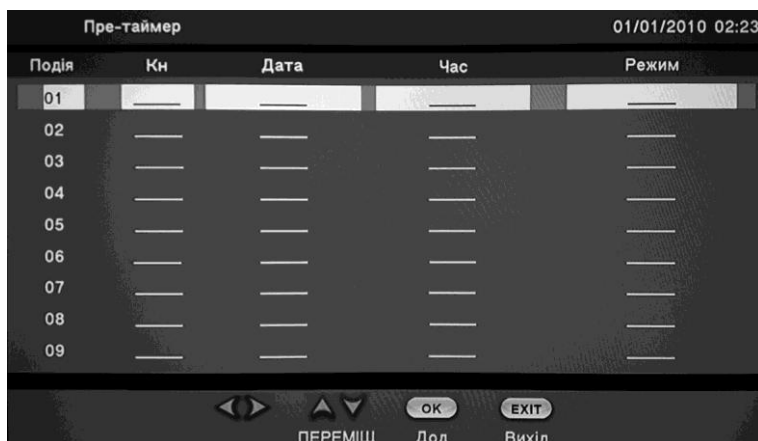 Пре-таймер 01/01/2010 02:23
Подія Кн Дата Час Режим
01
02
03
04
05
06
07
08
09
OK EXIT
ПЕРЕМІЩ Дод Вихід